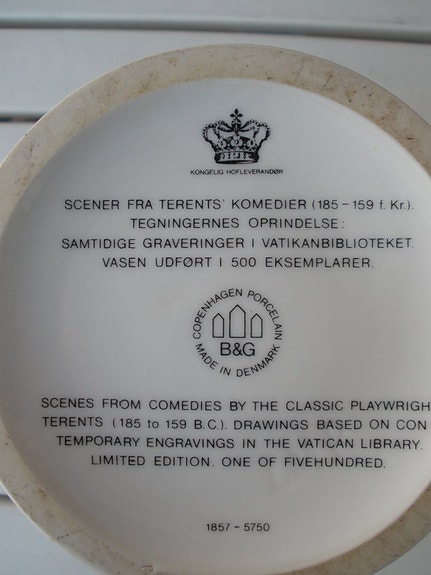 KONGELIG HOFLEVERANDØR
SCENER FRA TERENTS' KOMEDIER (185 - 159 f. Kr.).
TEGNINGERNES OPRINDELSE:
SAMTIDIGE GRAVERINGER I VATIKANBIBLIOTEKET.
VASEN UDFØRT I 500 EKSEMPLARER.
COPENHAGEN PORCELAIN
B&G
MADE IN DENMARK
SCENES FROM COMEDIES BY THE CLASSIC PLAYWRIGH
TERENTS (185 to 159 B.C.). DRAWINGS BASED ON CON
TEMPORARY ENGRAVINGS IN THE VATICAN LIBRARY.
LIMITED EDITION. ONE OF FIVEHUNDRED.
1857 - 5750